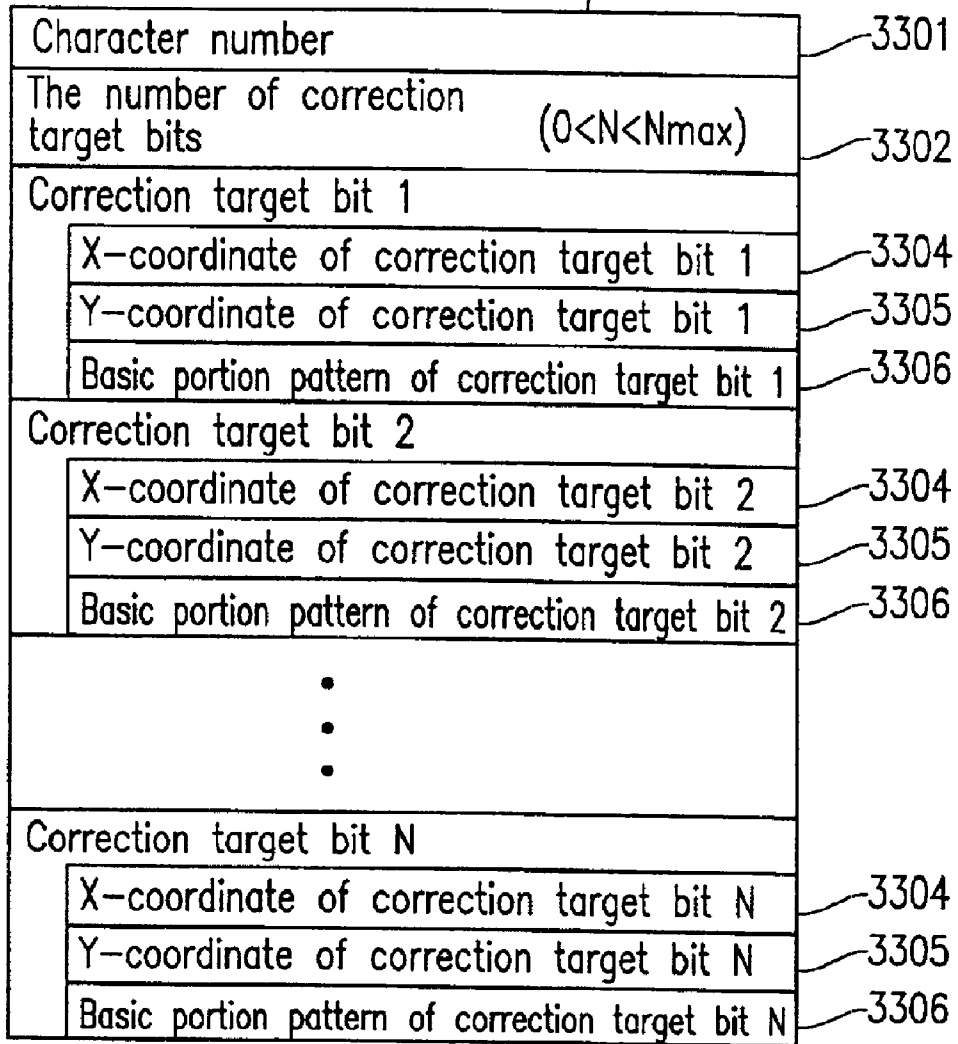 Character number 3301
The number of correction
target bits (0<N<Nmax) 3302
Correction target bit 1
X-coordinate of correction target bit 1 3304
Y-coordinate of correction target bit 1 3305
Basic portion pattern of correction target bit 1 3306
Correction target bit 2
X-coordinate of correction target bit 2 3304
Y-coordinate of correction target bit 2 3305
Basic portion pattern of correction target bit 2 3306
Correction target bit N
X-coordinate of correction target bit N 3304
Y-coordinate of correction target bit N 3305
Basic portion pattern of correction target bit N 3306